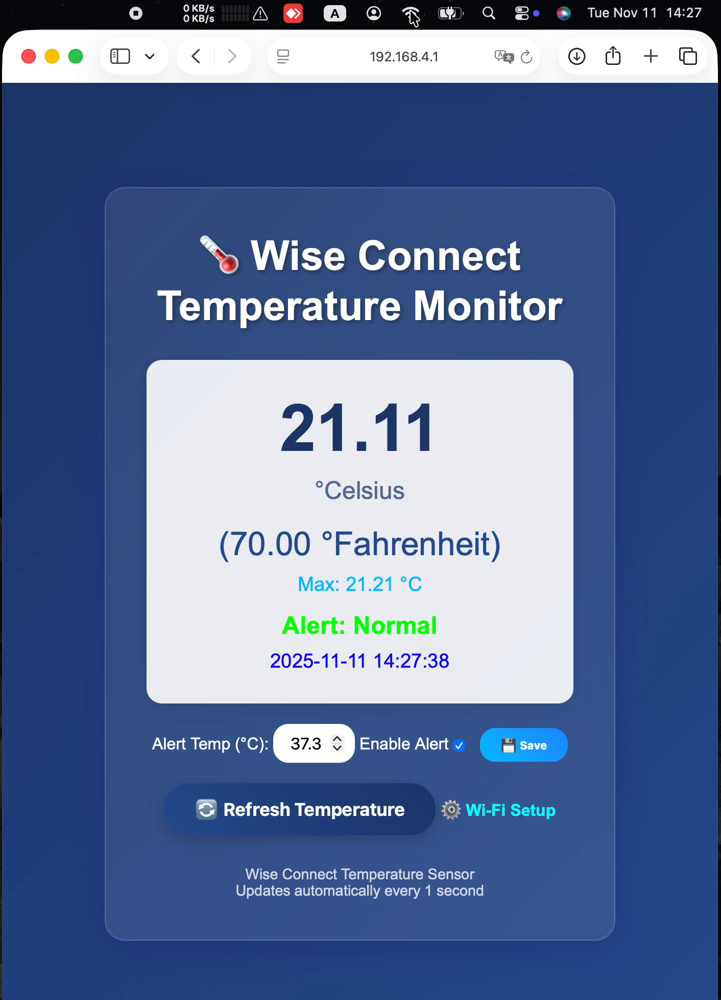 0 KB/s
0 KB/s
A
Tue Nov 11 14:27
192.168.4.1
Wise Connect
Temperature Monitor
21.11
°Celsius
(70.00 °Fahrenheit)
Max: 21.21 °C
Alert: Normal
2025-11-11 14:27:38
Alert Temp (°C): 37.3 Enable Alert Save
Refresh Temperature Wi-Fi Setup
Wise Connect Temperature Sensor
Updates automatically every 1 second